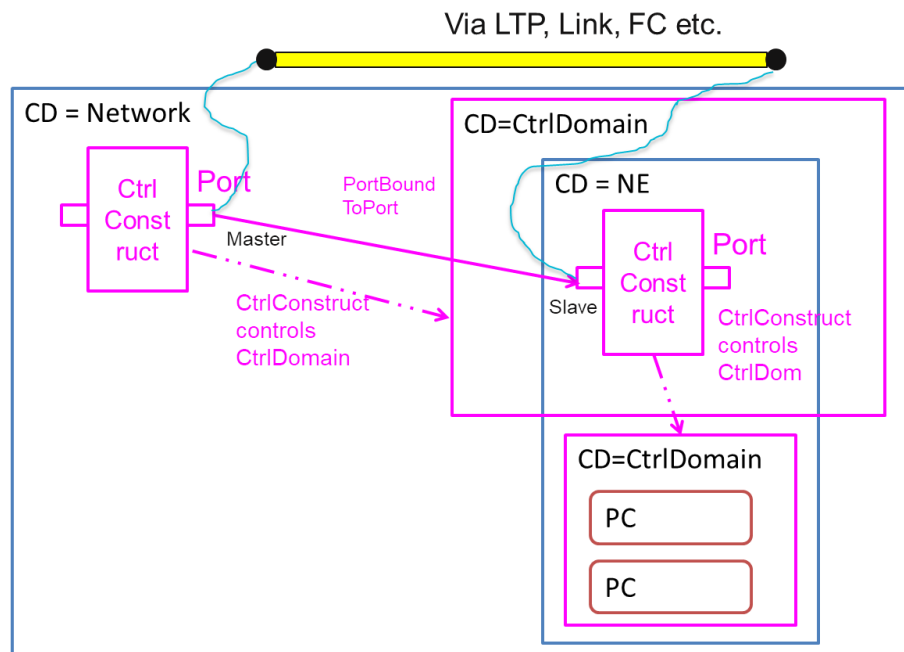 Via LTP, Link, FC etc.
CD = Network
Ctrl
Const
ruct
Port
Master
PortBound
ToPort
CtrlConstruct
controls
CtrlDomain
CD=CtrlDomain
CD = NE
Ctrl
Const
ruct
Port
Slave
CtrlConstruct
controls
CtrlDom
CD=CtrlDomain
PC
PC